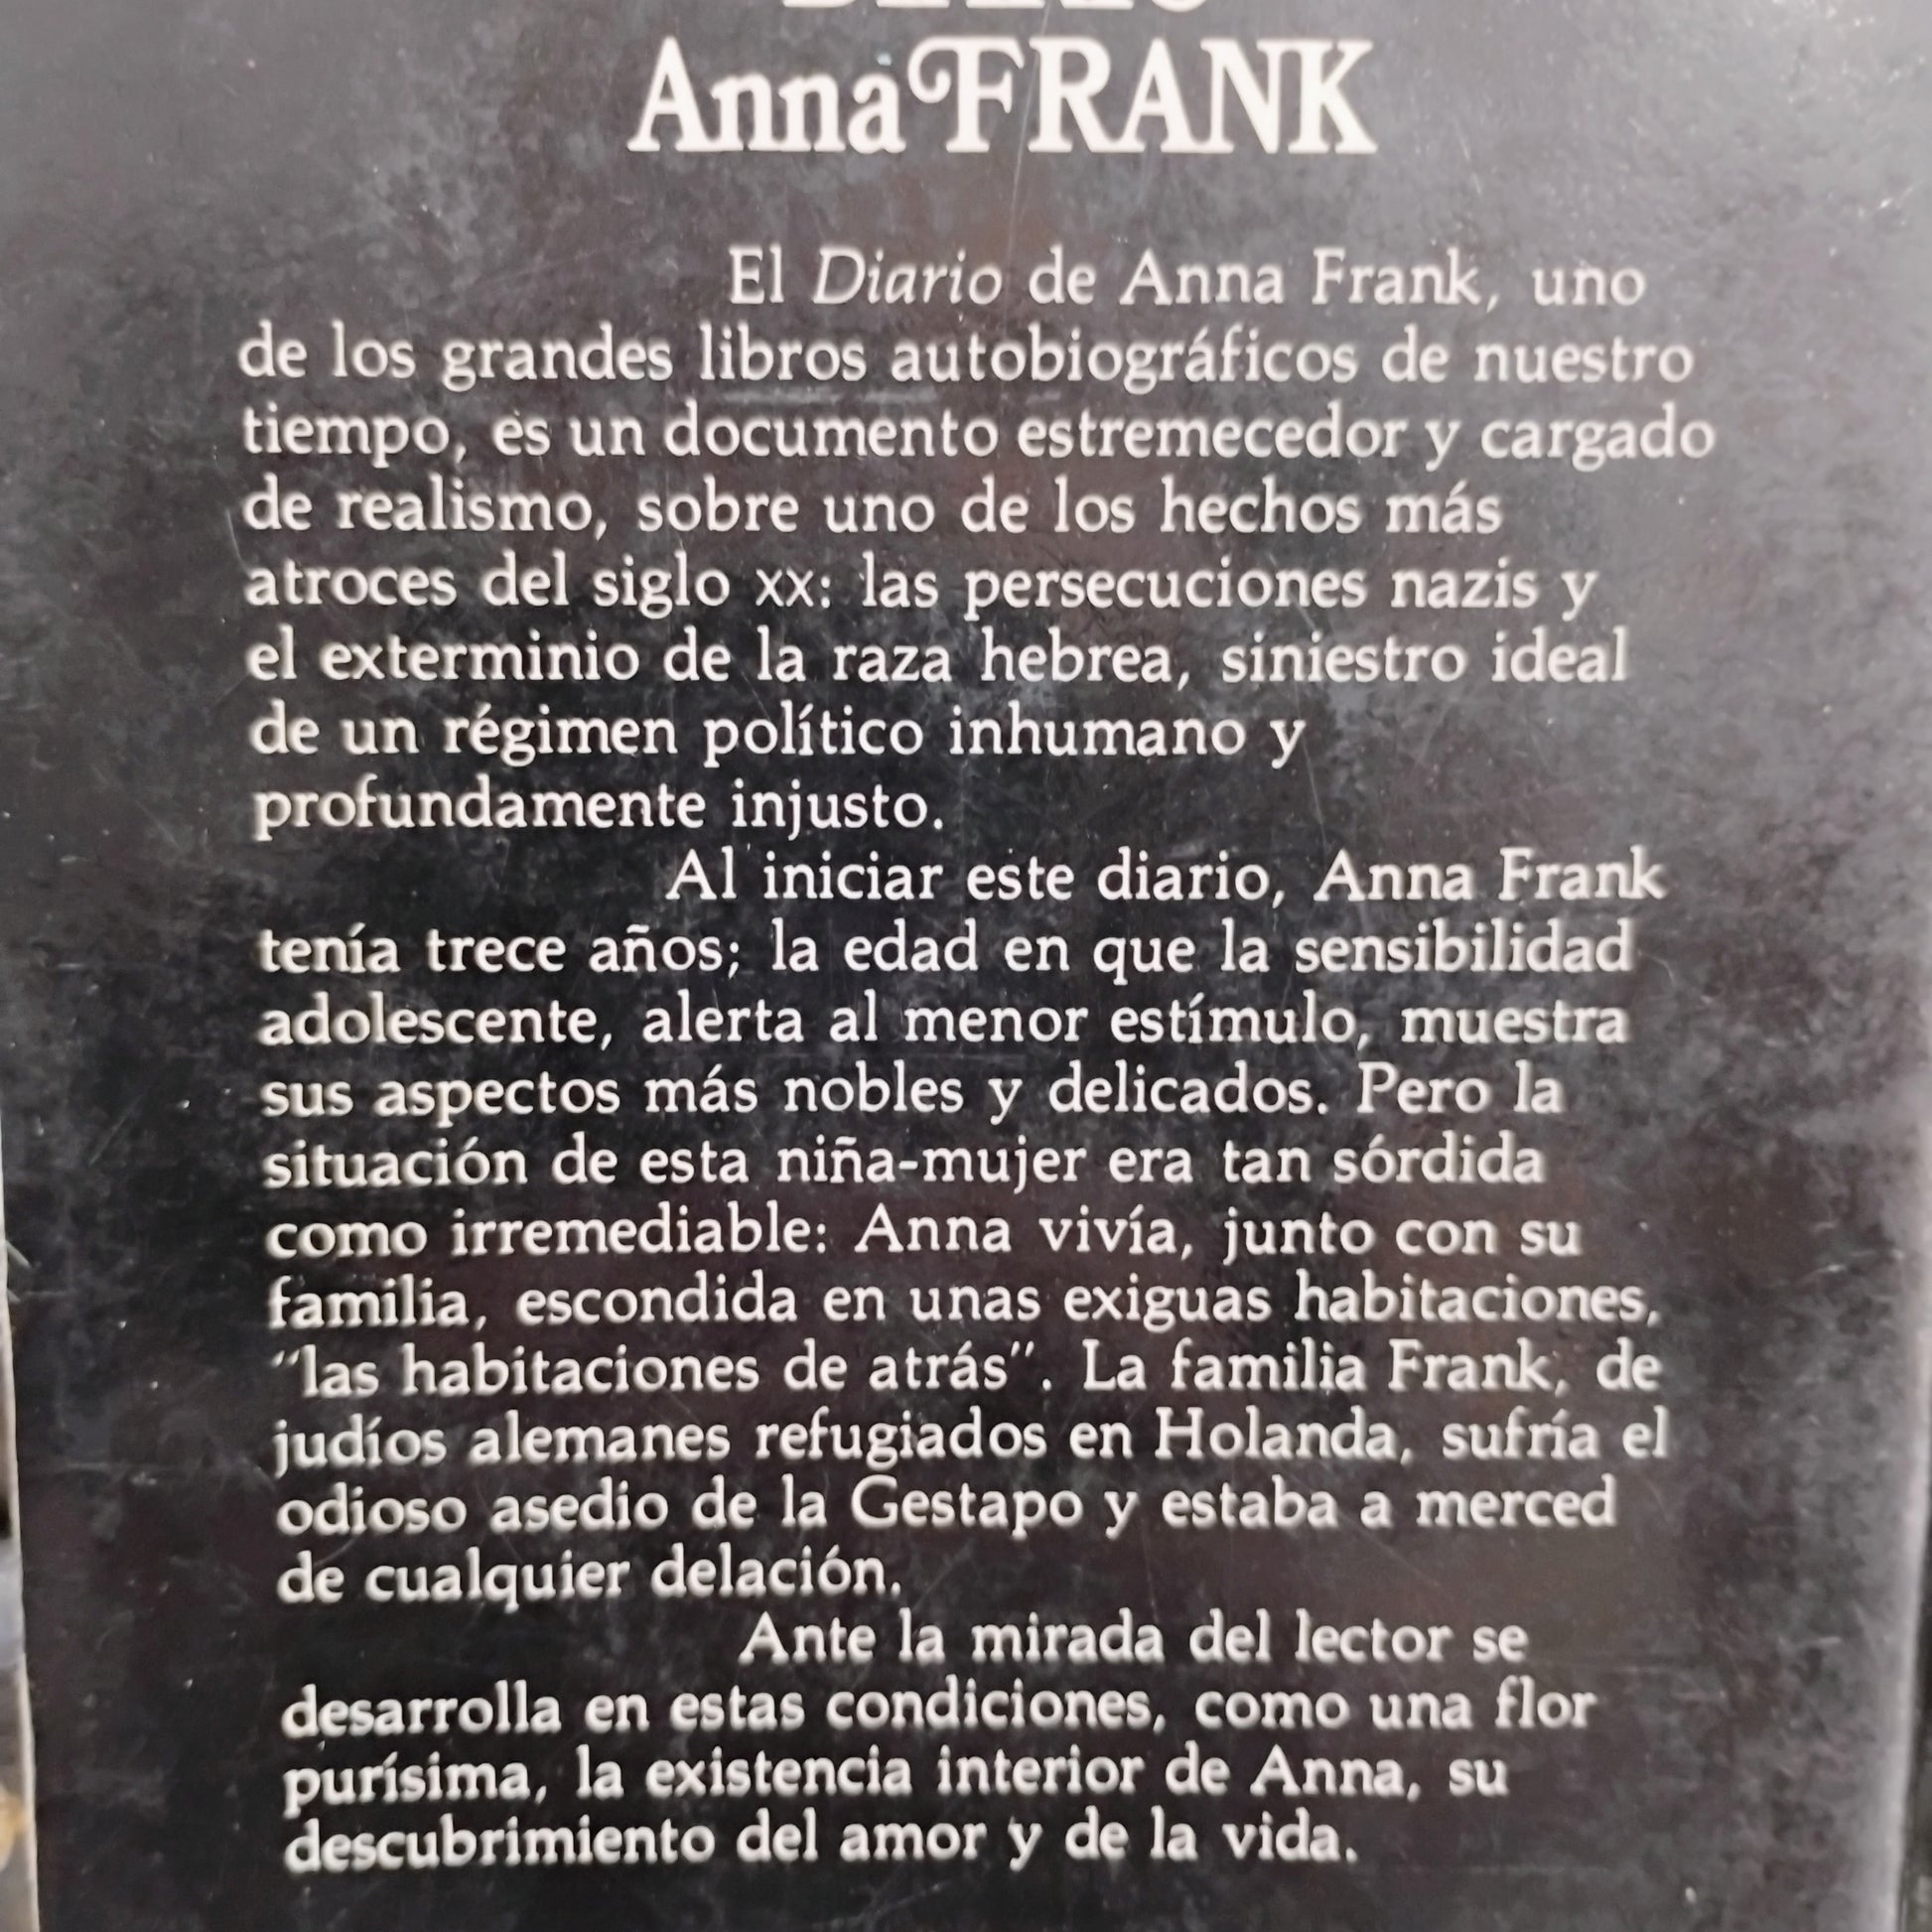 Anna FRANK
El Diario de Anna Frank, uno
de los grandes libros autobiográficos de nuestro
tiempo, es un documento estremecedor y cargado
de realismo, sobre uno de los hechos más
atroces del siglo xx: las persecuciones nazis y
el exterminio de la raza hebrea, siniestro ideal
de un régimen político inhumano y
profundamente injusto.
Al iniciar este diario, Anna Frank
tenía trece años; la edad en que la sensibilidad
adolescente, alerta al menor estímulo, muestra
sus aspectos más nobles y delicados. Pero la
situación de esta niña-mujer era tan sórdida
como irremediable: Anna vivía, junto con su
familia, escondida en unas exiguas habitaciones,
"las habitaciones de atrás". La familia Frank, de
judíos alemanes refugiados en Holanda, sufría el
odioso asedio de la Gestapo y estaba a merced
de cualquier delación.
Ante la mirada del lector se
desarrolla en estas condiciones, como una flor
purísima, la existencia interior de Anna, su
descubrimiento del amor y de la vida.